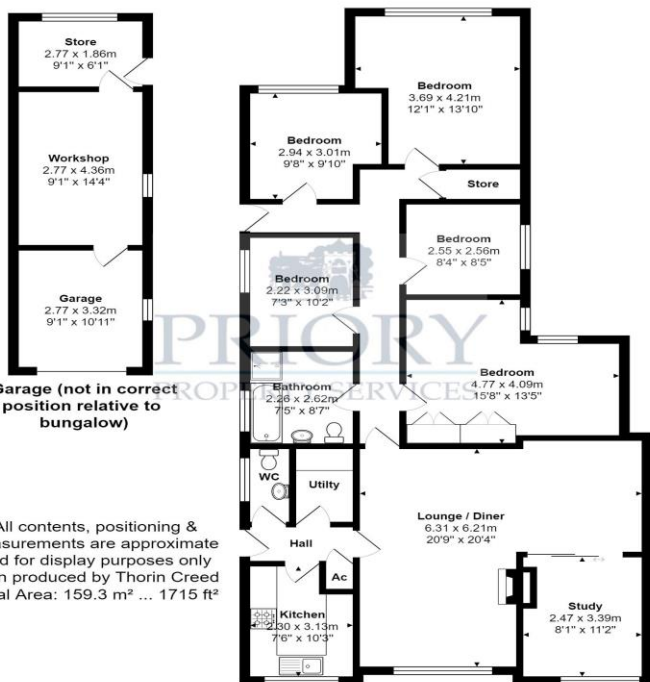 Store
2.77 x 1.86m
9'1" x 6'1"
Workshop
2.77 x 4.36m
9'1" x 14'4"
Garage
2.77 x 3.32m
9'1" x 10'11"
Garage (not in correct
position relative to
bungalow)
All contents, positioning &
measurements are approximate
produced by Thorin Creed
Area: 159.3 m² ... 1715 ft²
for display purposes only
Bedroom
3.69 x 4.21m
12'1" x 13'10"
Bedroom
2.94 x 3.01m
9'8" x 9'10"
Store
Bedroom
2.55 x 2.56m
8'4" x 8'5"
Bedroom
2.22 x 3.09m
7'3" x 10'2"
PRIORY
PROPERTY SERVICES
Bedroom
4.77 x 4.09m
15'8" x 13'5"
Bathroom
2.26 x 2.62m
7'5" x 8'7"
WC
Utilty
Hall
Ac
Lounge / Diner
6.31 x 6.21m
20'9" x 20'4"
Kitchen
2.30 x 3.13m
7'6" x 10'3"
Study
2.47 x 3.39m
8'1" x 11'2"